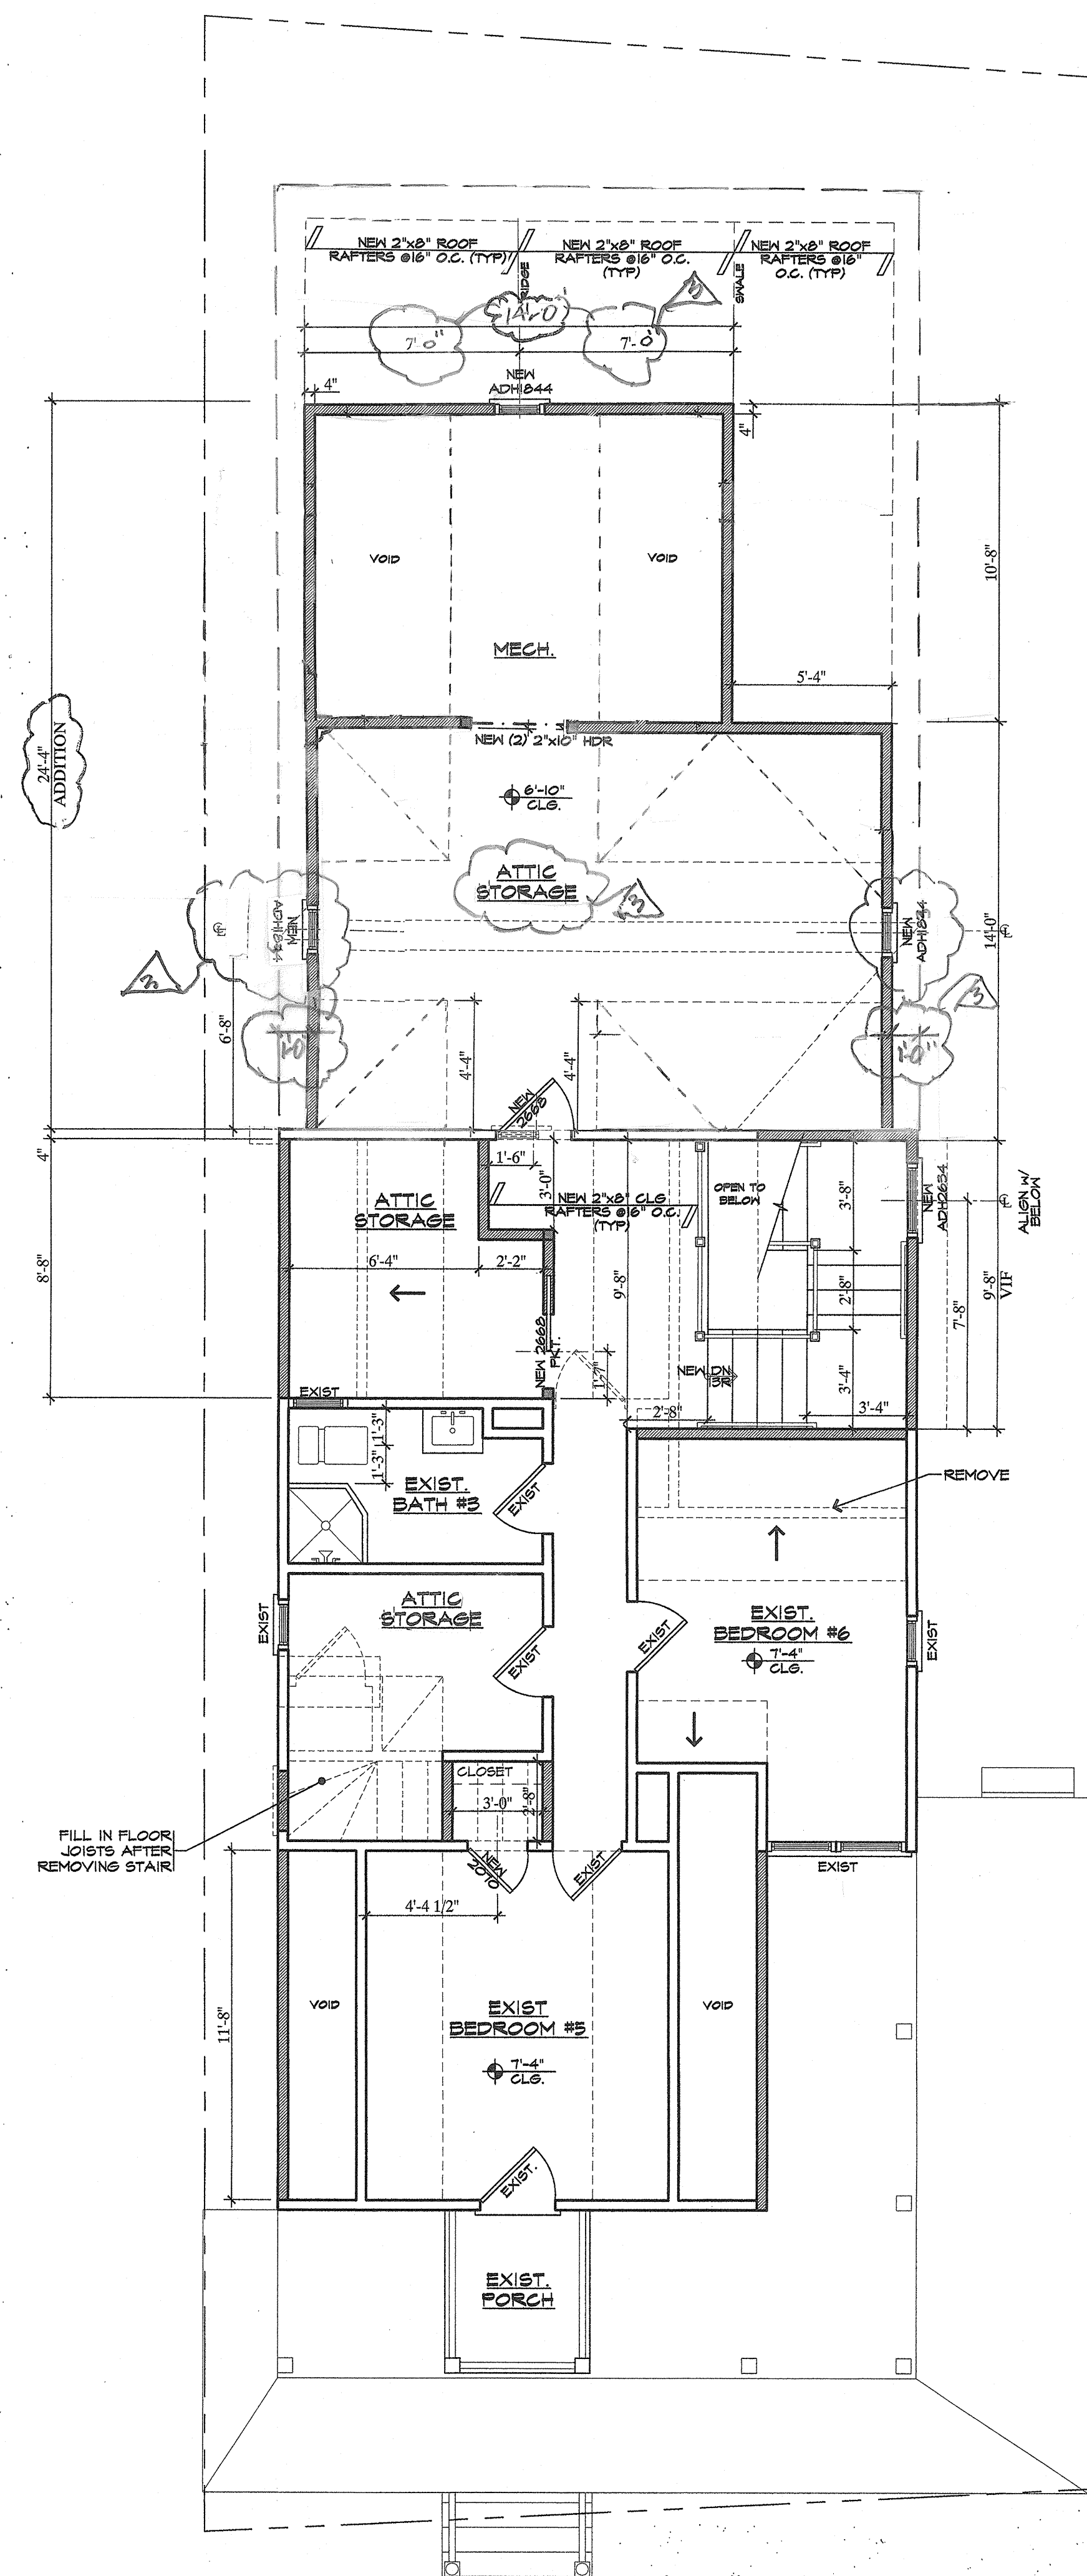 NEW 2"x8" ROOF
RAFTERS @16" O.C. (TYP)
NEW 2"x8" ROOF
RAFTERS @16" O.C.
(TYP)
NEW 2"x8" ROOF
RAFTERS @16"
O.C. (TYP)
RIDGE
SWALE
14'-0"
3
7'-0"
7'-0"
NEW
ADH1844
4"
4"
VOID
VOID
10'-8"
MECH.
5'-4"
24'-4"
ADDITION
NEW (2) 2"x10" HDR
6'-10"
CLG.
ATTIC
STORAGE
3
NEW
ADH1834
NEW
ADH1834
14'-0"
3
3
6'-8"
1'-0"
1'-0"
4'-4"
4'-4"
NEW
2668
4"
1'-6"
3'-0"
ATTIC
STORAGE
NEW 2"x8" CLG
RAFTERS @16" O.C.
(TYP)
OPEN TO
BELOW
3'-8"
NEW
ADH2654
ALIGN W/
BELOW
8'-8"
6'-4"
2'-2"
9'-8"
2'-8"
7'-8"
9'-8"
VIF
NEW 2668
PKT.
1'-7"
NEW DN
13R
3'-4"
EXIST
2'-8"
3'-4"
1'-3"
1'-3"
EXIST.
BATH #3
EXIST
REMOVE
ATTIC
STORAGE
EXIST
EXIST
EXIST
EXIST.
BEDROOM #6
7'-4"
CLG.
EXIST
CLOSET
3'-0"
2'-8"
FILL IN FLOOR
JOISTS AFTER
REMOVING STAIR
NEW
2070
EXIST
EXIST
4'-4 1/2"
11'-8"
VOID
VOID
EXIST
BEDROOM #5
7'-4"
CLG.
EXIST.
EXIST.
PORCH